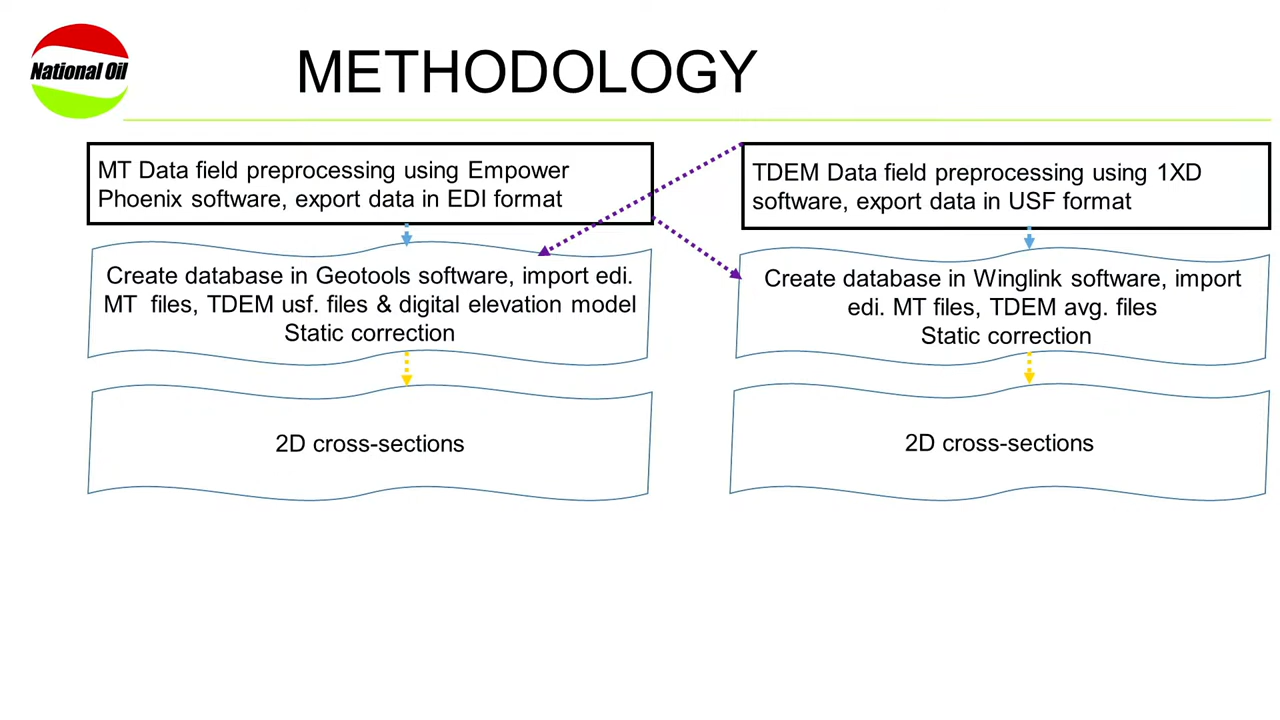 National Oil
METHODOLOGY
MT Data field preprocessing using Empower
Phoenix software, export data in EDI format
TDEM Data field preprocessing using 1XD
software, export data in USF format
Create database in Geotools software, import edi.
MT  files, TDEM usf. files & digital elevation model
Static correction
Create database in Winglink software, import
edi. MT files, TDEM avg. files
Static correction
2D cross-sections
2D cross-sections